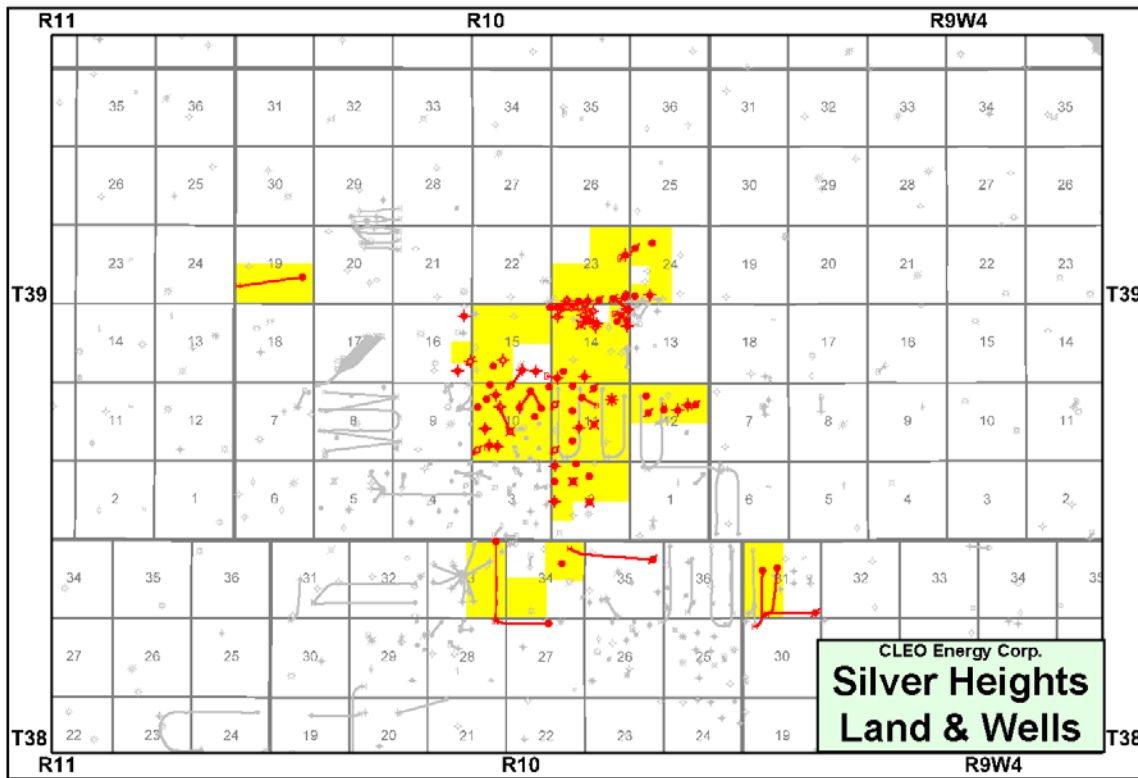 R11 R10 R9W4
35 36 31 32 33 34 35 36 31 32 33 34 35
26 25 30 29 28 27 26 25 30 29 28 27 26
23 24 19 20 21 22 23 24 19 20 21 22 23
T39 T39
14 13 18 17 16 15 14 13 18 17 16 15 14
11 12 7 8 9 10 11 12 7 8 9 10 11
2 1 6 5 4 3 2 1 6 5 4 3 2
34 35 36 31 32 33 34 35 36 31 32 33 34 35
27 26 25 30 29 28 27 26 25 30
CLEO Energy Corp.
Silver Heights
Land & Wells
T38 22 23 24 19 20 21 22 23 24 19 T38
R11 R10 R9W4